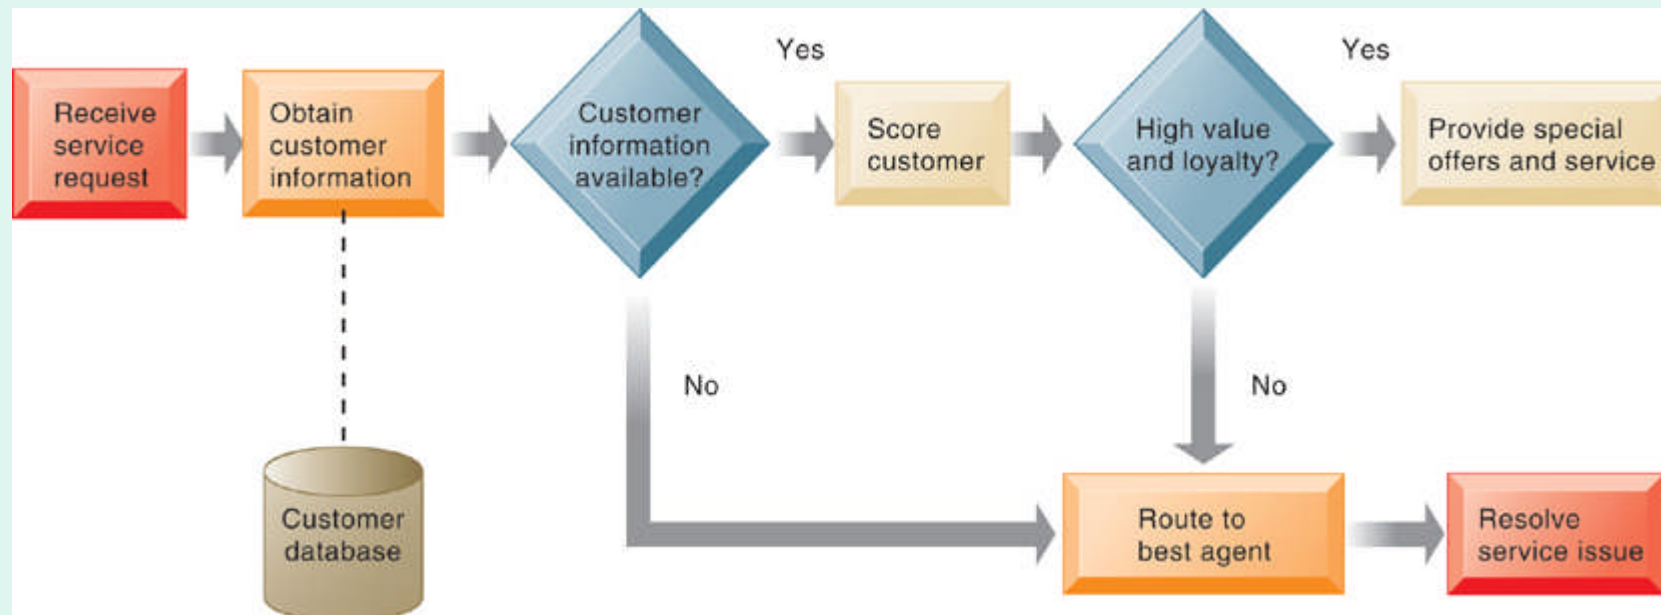 Receive
service
request
Obtain
customer
information
Customer
information
available?
Yes
Score
customer
High value
and loyalty?
Yes
Provide special
offers and service
No
No
Customer
database
Route to
best agent
Resolve
service issue